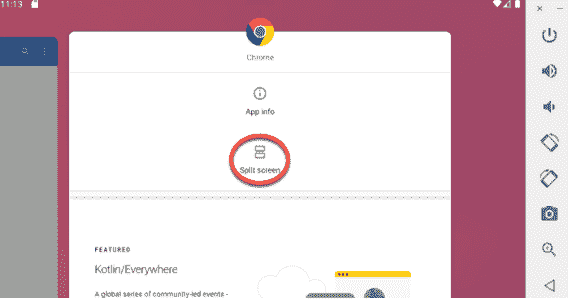 11:13
Chrome
App info
Split screen
FEATURED
Kotlin/Everywhere
A global series of community-led events -